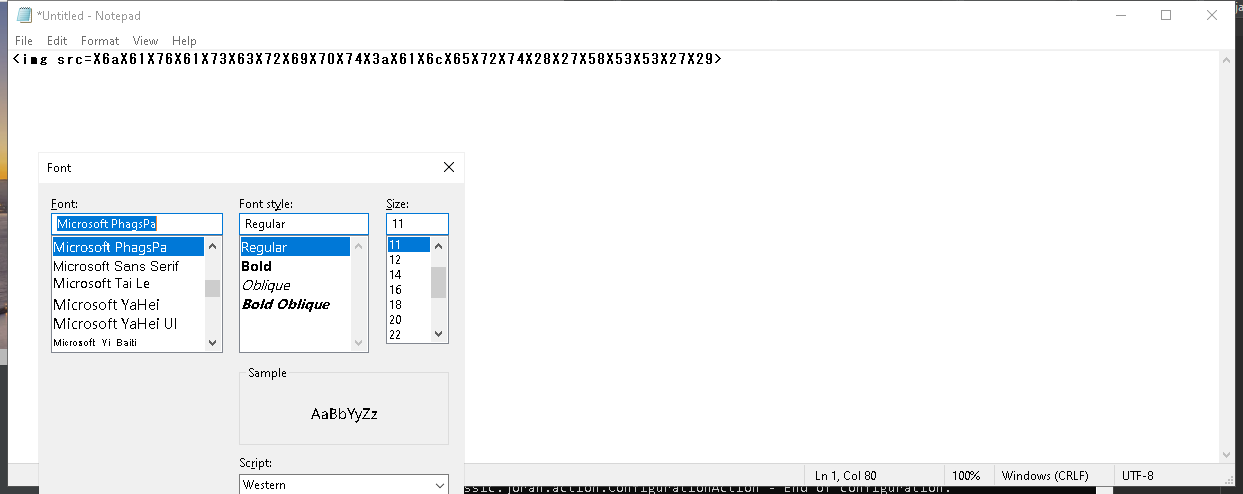 *Untitled - Notepad
File Edit Format View Help
<img src=X6aX61X76X61X73X63X72X69X70X74X3aX61X6cX65X72X74X28X27X58X53X53X27X29>
Font
Font: Font style: Size:
Microsoft PhagsPa Regular 11
Microsoft PhagsPa Regular 11
Microsoft Sans Serif Bold 12
Microsoft Tai Le Oblique 14
Microsoft YaHei Bold Oblique 16
Microsoft YaHei UI 18
Microsoft Yi Baiti 20
22
Sample
AaBbYyZz
Script:
Western
Ln 1, Col 80 100% Windows (CRLF) UTF-8
ssic.joran.action.ConfigurationAction - End of configuration.